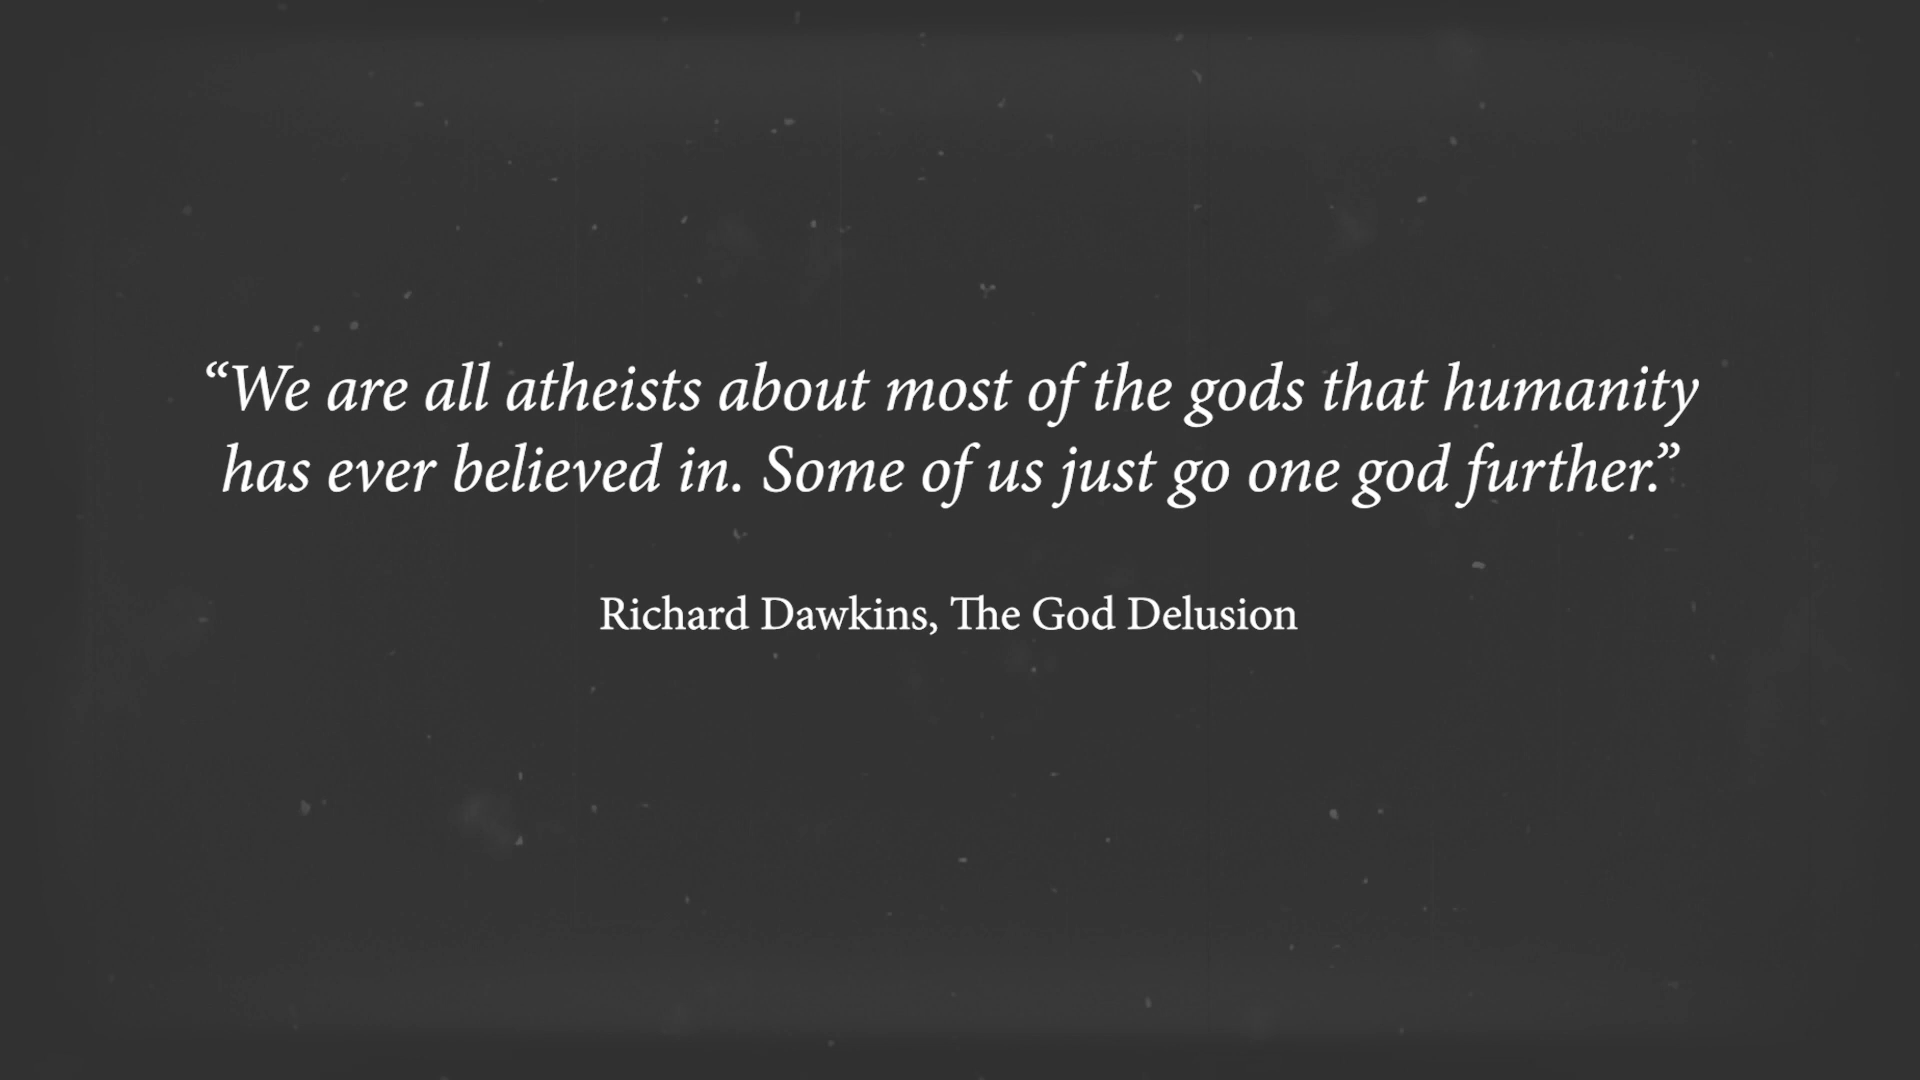 “We are all atheists about most of the gods that humanity
has ever believed in. Some of us just go one god further.”
Richard Dawkins, The God Delusion